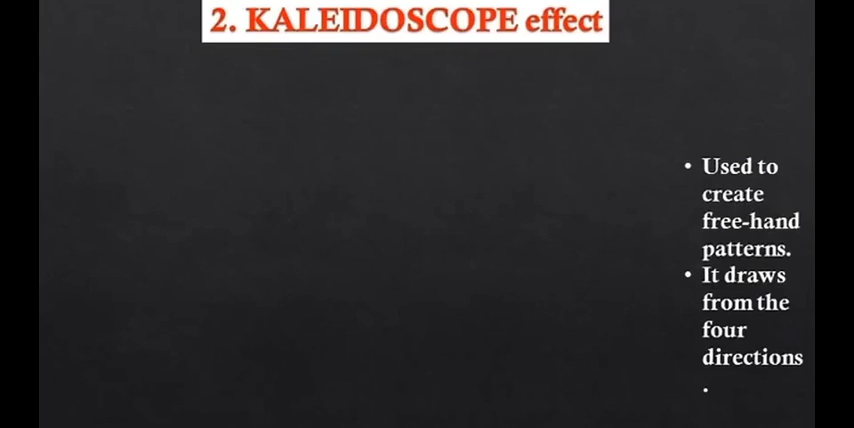 2. KALEIDOSCOPE effect
• Used to
create
free-hand
patterns.
• It draws
from the
four
directions
.